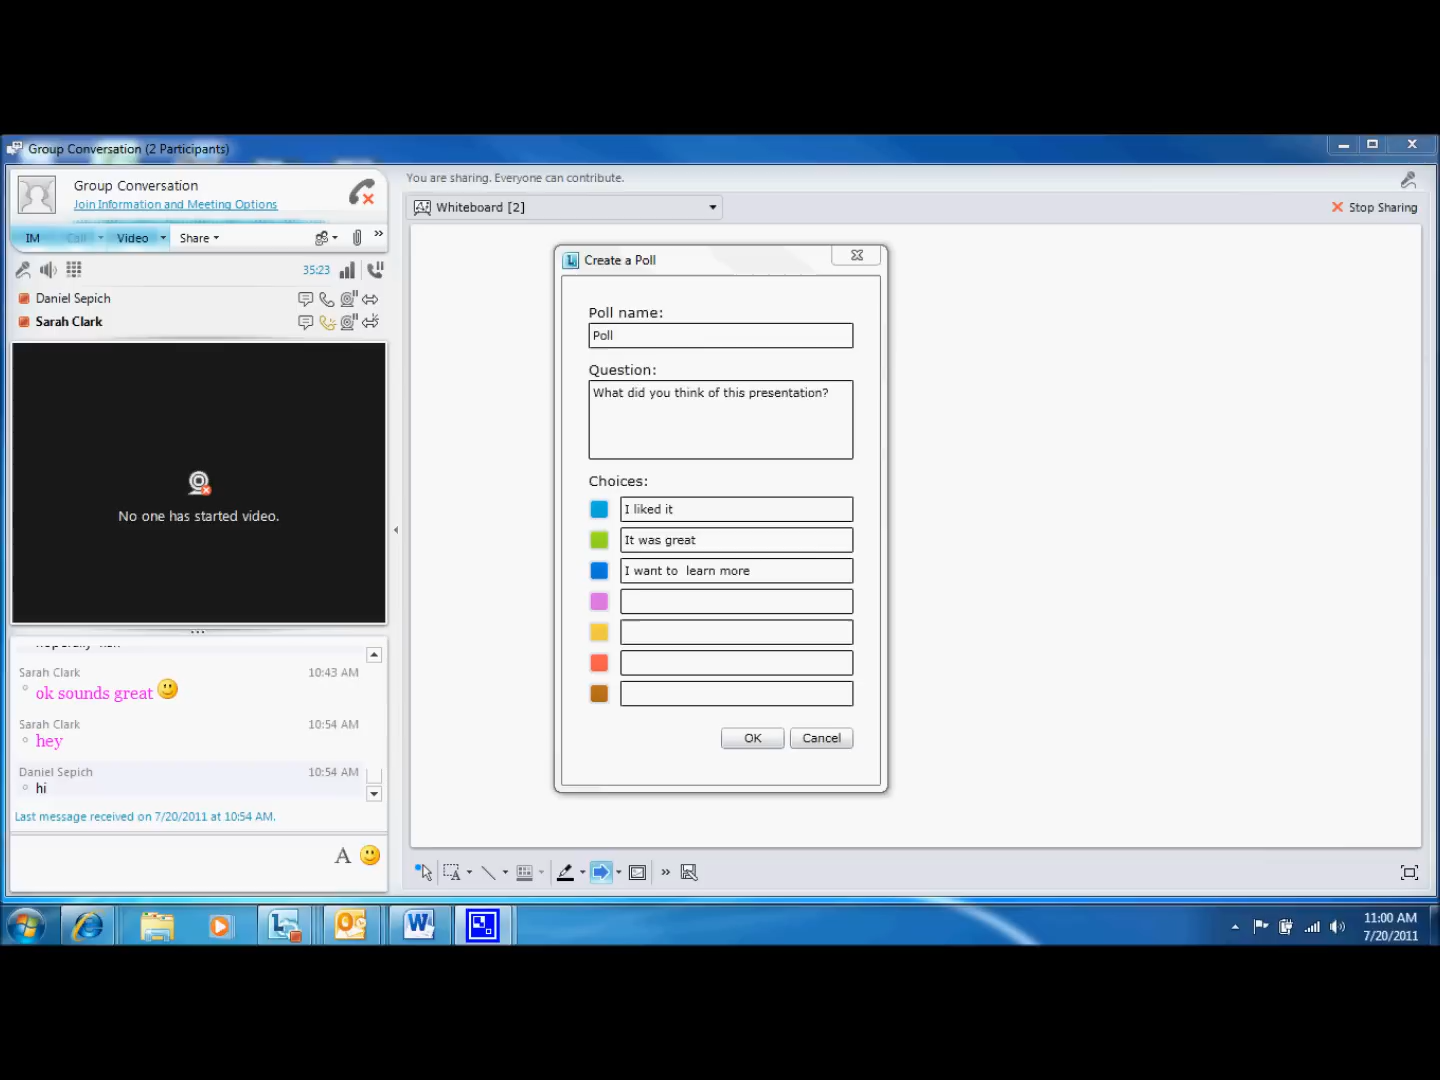 Group Conversation (2 Participants)
Group Conversation
Join Information and Meeting Options
IM
Call
Video
Share
35:23
Daniel Sepich
Sarah Clark
No one has started video.
Sarah Clark 10:43 AM
ok sounds great
Sarah Clark 10:54 AM
hey
Daniel Sepich 10:54 AM
hi
Last message received on 7/20/2011 at 10:54 AM.
A
You are sharing. Everyone can contribute.
Whiteboard [2]
Stop Sharing
Create a Poll
Poll name:
Poll
Question:
What did you think of this presentation?
Choices:
I liked it
It was great
I want to  learn more
OK
Cancel
11:00 AM
7/20/2011